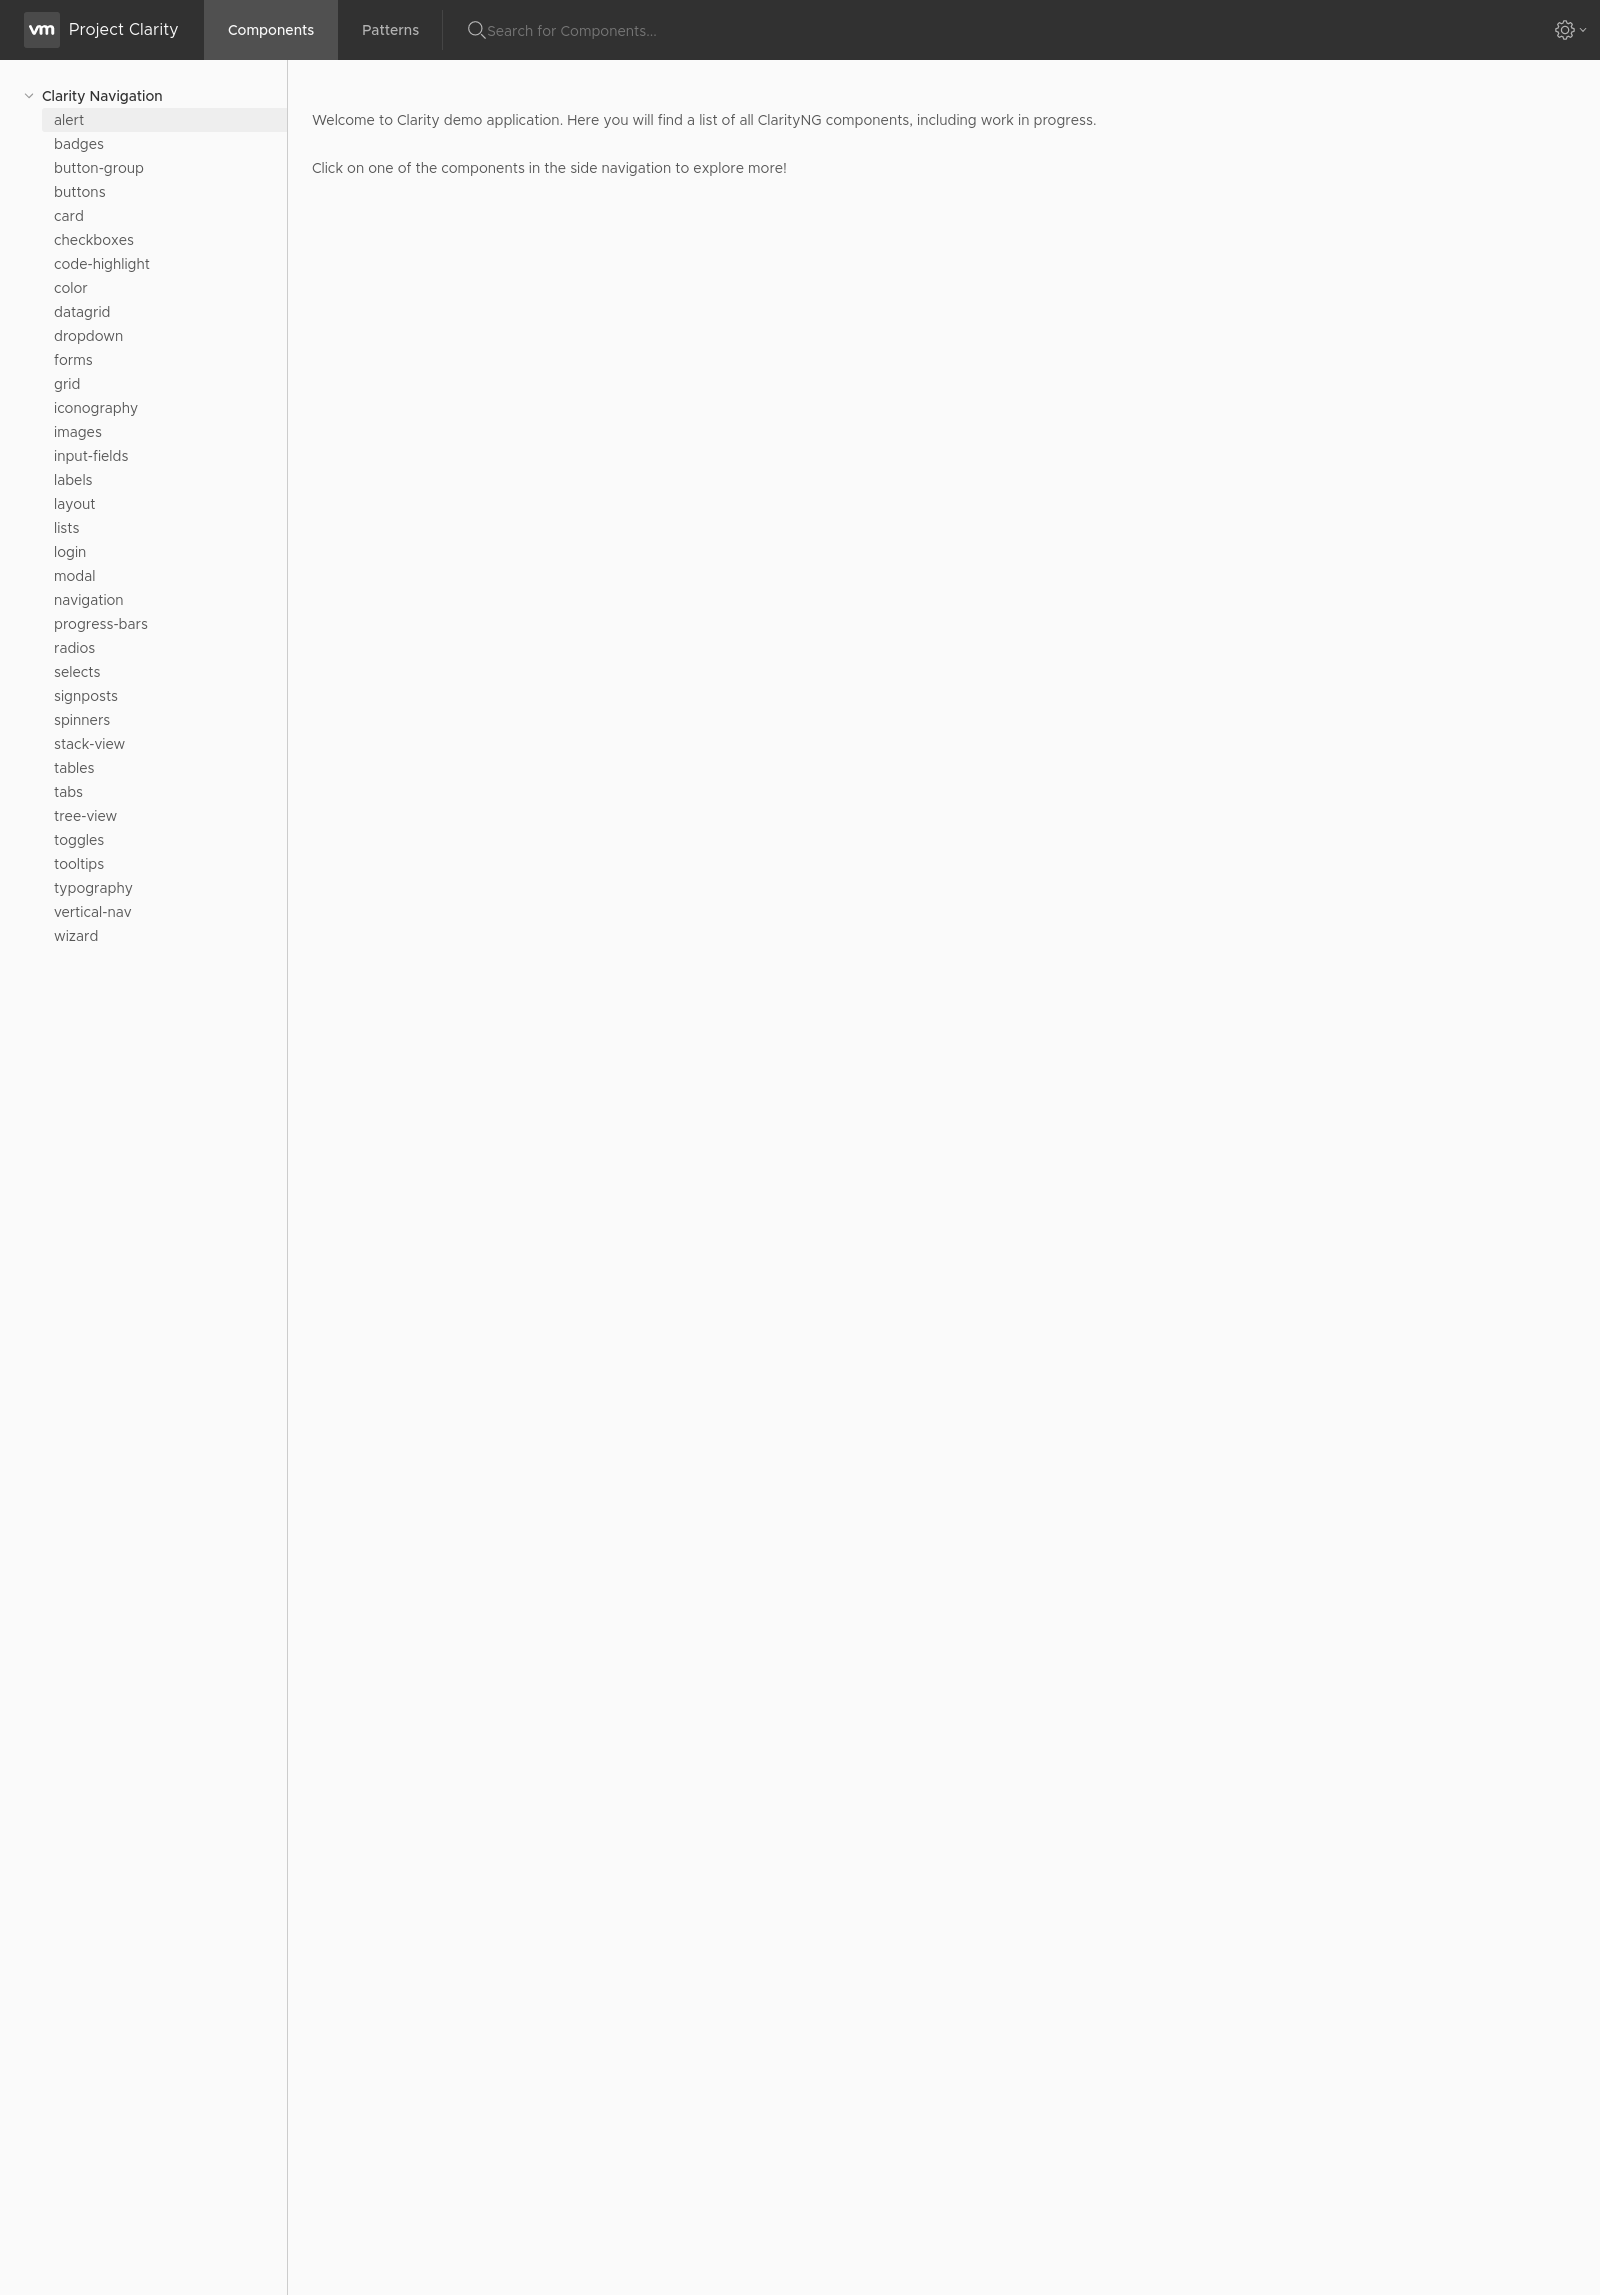 vm Project Clarity Components Patterns Search for Components...
Clarity Navigation
alert
badges
button-group
buttons
card
checkboxes
code-highlight
color
datagrid
dropdown
forms
grid
iconography
images
input-fields
labels
layout
lists
login
modal
navigation
progress-bars
radios
selects
signposts
spinners
stack-view
tables
tabs
tree-view
toggles
tooltips
typography
vertical-nav
wizard
Welcome to Clarity demo application. Here you will find a list of all ClarityNG components, including work in progress.
Click on one of the components in the side navigation to explore more!